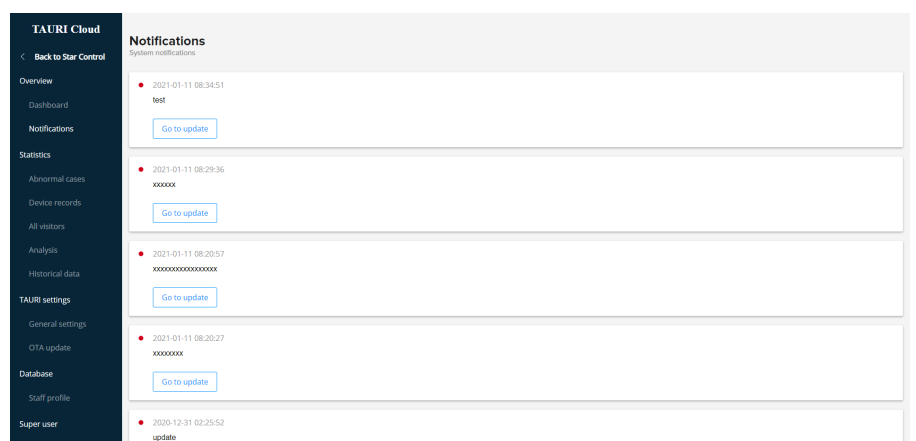 TAURI Cloud
< Back to Star Control
Overview
Dashboard
Notifications
Statistics
Abnormal cases
Device records
All visitors
Analysis
Historical data
TAURI settings
General settings
OTA update
Database
Staff profile
Super user
Notifications
System notifications
2021-01-11 08:34:51
test
Go to update
2021-01-11 08:29:36
xxxxxx
Go to update
2021-01-11 08:20:57
xxxxxxxxxxxxxxxx
Go to update
2021-01-11 08:20:27
xxxxxxxx
Go to update
2020-12-31 02:25:52
update